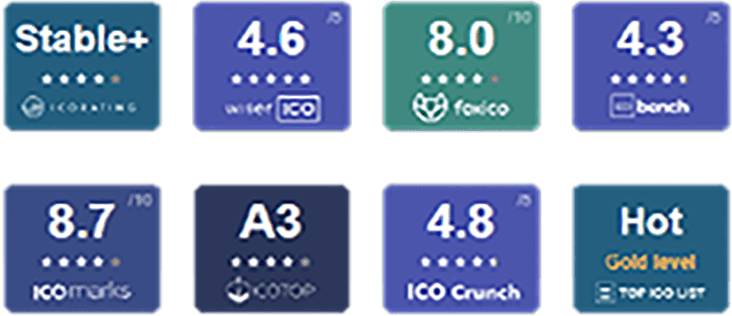 Stable+
ICORATING
4.6 /5
wiser ICO
8.0 /10
foxico
4.3 /5
ICO bench
8.7 /10
ICOmarks
A3
ICOTOP
4.8 /5
ICO Crunch
Hot
Gold level
TOP ICO LIST